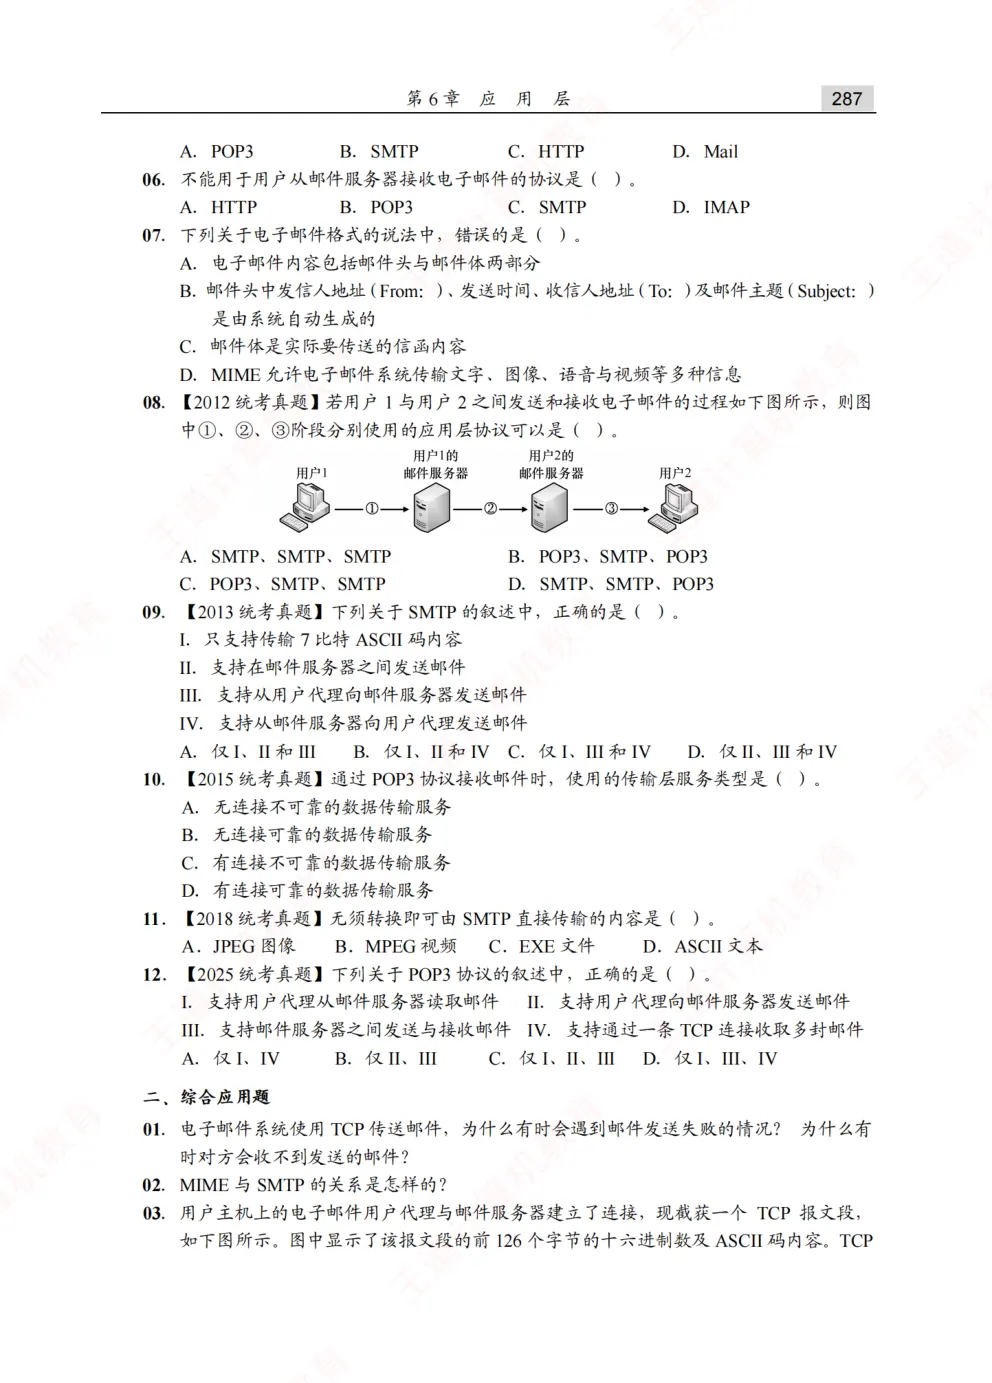 第 6 章 应 用 层 287
A. POP3 B. SMTP C. HTTP D. Mail
06. 不能用于用户从邮件服务器接收电子邮件的协议是( )。
A. HTTP B. POP3 C. SMTP D. IMAP
07. 下列关于电子邮件格式的说法中，错误的是( )。
A. 电子邮件内容包括邮件头与邮件体两部分
B. 邮件头中发信人地址(From: )、发送时间、收信人地址(To: )及邮件主题(Subject: )
是由系统自动生成的
C. 邮件体是实际要传送的信函内容
D. MIME 允许电子邮件系统传输文字、图像、语音与视频等多种信息
08. 【2012 统考真题】若用户 1 与用户 2 之间发送和接收电子邮件的过程如下图所示，则图
中①、②、③阶段分别使用的应用层协议可以是( )。
用户1的 用户2的
用户1 邮件服务器 邮件服务器 用户2
① ② ③
A. SMTP、SMTP、SMTP B. POP3、SMTP、POP3
C. POP3、SMTP、SMTP D. SMTP、SMTP、POP3
09. 【2013 统考真题】下列关于 SMTP 的叙述中，正确的是( )。
I. 只支持传输 7 比特 ASCII 码内容
II. 支持在邮件服务器之间发送邮件
III. 支持从用户代理向邮件服务器发送邮件
IV. 支持从邮件服务器向用户代理发送邮件
A. 仅 I、II 和 III B. 仅 I、II 和 IV C. 仅 I、III 和 IV D. 仅 II、III 和 IV
10. 【2015 统考真题】通过 POP3 协议接收邮件时，使用的传输层服务类型是( )。
A. 无连接不可靠的数据传输服务
B. 无连接可靠的数据传输服务
C. 有连接不可靠的数据传输服务
D. 有连接可靠的数据传输服务
11. 【2018 统考真题】无须转换即可由 SMTP 直接传输的内容是( )。
A. JPEG 图像 B. MPEG 视频 C. EXE 文件 D. ASCII 文本
12. 【2025 统考真题】下列关于 POP3 协议的叙述中，正确的是( )。
I. 支持用户代理从邮件服务器读取邮件 II. 支持用户代理向邮件服务器发送邮件
III. 支持邮件服务器之间发送与接收邮件 IV. 支持通过一条 TCP 连接收取多封邮件
A. 仅 I、IV B. 仅 II、III C. 仅 I、II、III D. 仅 I、III、IV
二、综合应用题
01. 电子邮件系统使用 TCP 传送邮件，为什么有时会遇到邮件发送失败的情况? 为什么有
时对方会收不到发送的邮件?
02. MIME 与 SMTP 的关系是怎样的?
03. 用户主机上的电子邮件用户代理与邮件服务器建立了连接，现截获一个 TCP 报文段，
如下图所示。图中显示了该报文段的前 126 个字节的十六进制数及 ASCII 码内容。TCP